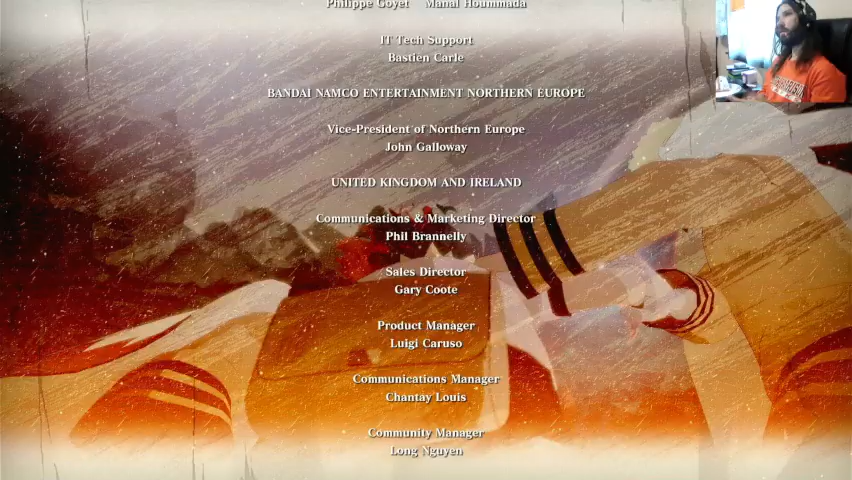 Philippe Goyet Manal Hoummada
IT Tech Support
Bastien Carle
BANDAI NAMCO ENTERTAINMENT NORTHERN EUROPE
Vice-President of Northern Europe
John Galloway
UNITED KINGDOM AND IRELAND
Communications & Marketing Director
Phil Brannelly
Sales Director
Gary Coote
Product Manager
Luigi Caruso
Communications Manager
Chantay Louis
Community Manager
Long Nguyen